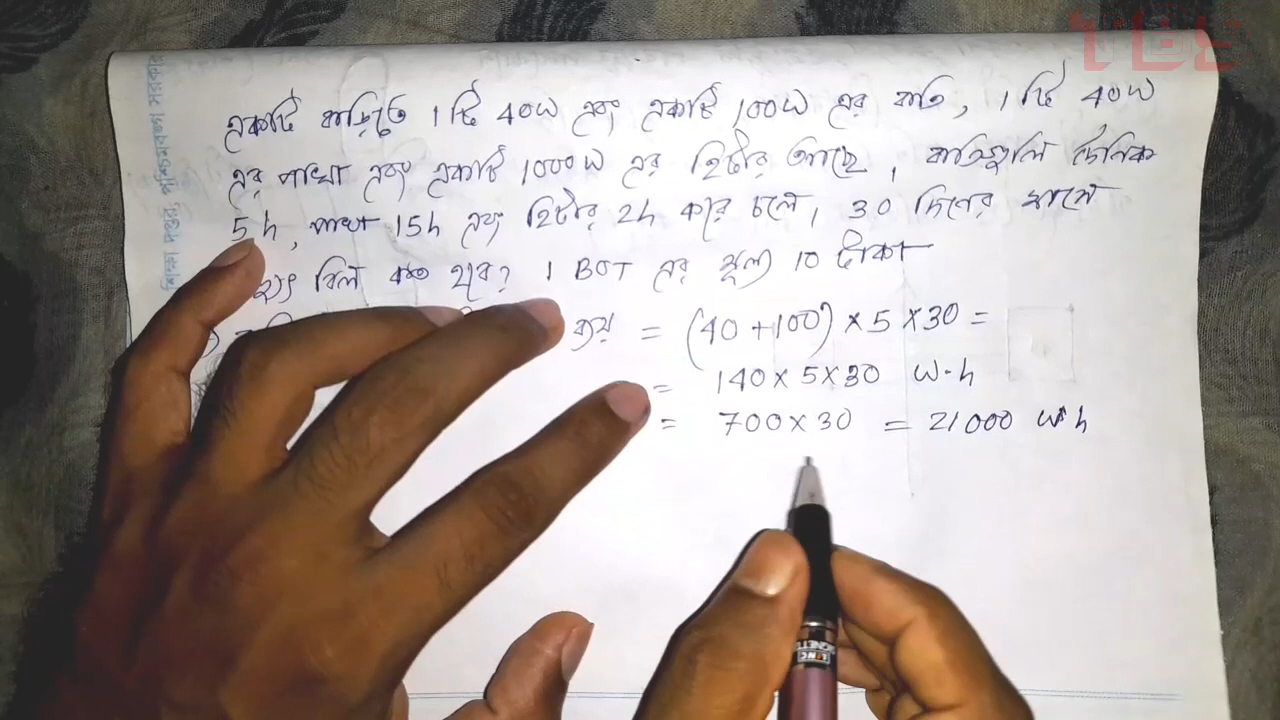 একটি বাড়িতে 1 টি 40W এবং একটি 100W এর বাতি, 1 টি 40W
এর পাখা এবং একটি 1000W এর হিটার আছে, বাতিগুলি দৈনিক
5h, পাখা 15h এবং হিটার 2h করে চলে, 30 দিনের মাসে
বিল কত হবে? 1 BOT এর মূল্য 10 টাকা
ব্যয় = (40 + 100) × 5 × 30 =
= 140 × 5 × 30 W-h
= 700 × 30 = 21000 W-h
LINC